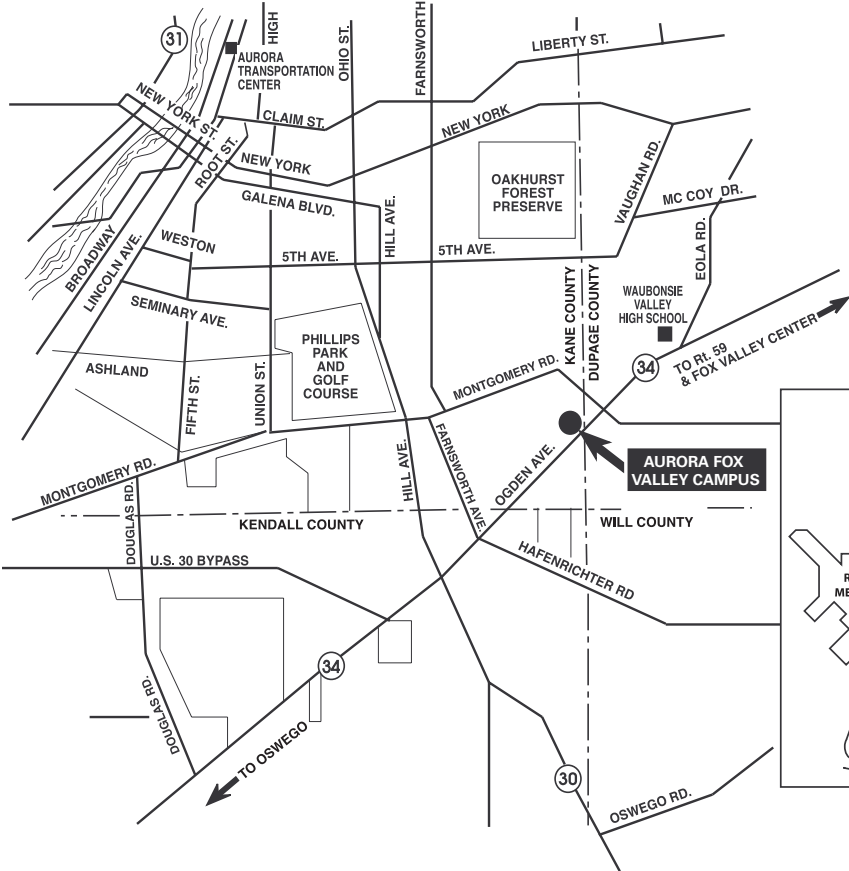 31
HIGH
OHIO ST.
FARNSWORTH
LIBERTY ST.
AURORA
TRANSPORTATION
CENTER
NEW YORK ST.
CLAIM ST.
NEW YORK
ROOT ST.
NEW YORK
OAKHURST
FOREST
PRESERVE
VAUGHAN RD.
MC COY DR.
GALENA BLVD.
HILL AVE.
EOLA RD.
BROADWAY
LINCOLN AVE.
WESTON
5TH AVE.
5TH AVE.
KANE COUNTY
DUPAGE COUNTY
WAUBONSIE
VALLEY
HIGH SCHOOL
SEMINARY AVE.
PHILLIPS
PARK
AND
GOLF
COURSE
34
TO Rt. 59
& FOX VALLEY CENTER
ASHLAND
FIFTH ST.
UNION ST.
MONTGOMERY RD.
MONTGOMERY RD.
HILL AVE.
FARNSWORTH AVE.
OGDEN AVE.
AURORA FOX
VALLEY CAMPUS
DOUGLAS RD.
KENDALL COUNTY
WILL COUNTY
U.S. 30 BYPASS
HAFENRICHTER RD
R
ME
34
DOUGLAS RD.
TO OSWEGO
30
OSWEGO RD.